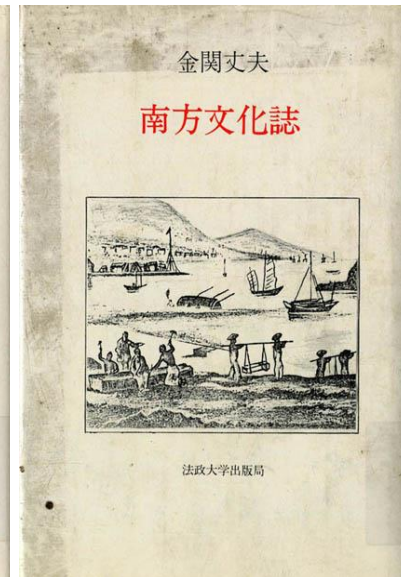 金関丈夫
南方文化誌
法政大学出版局